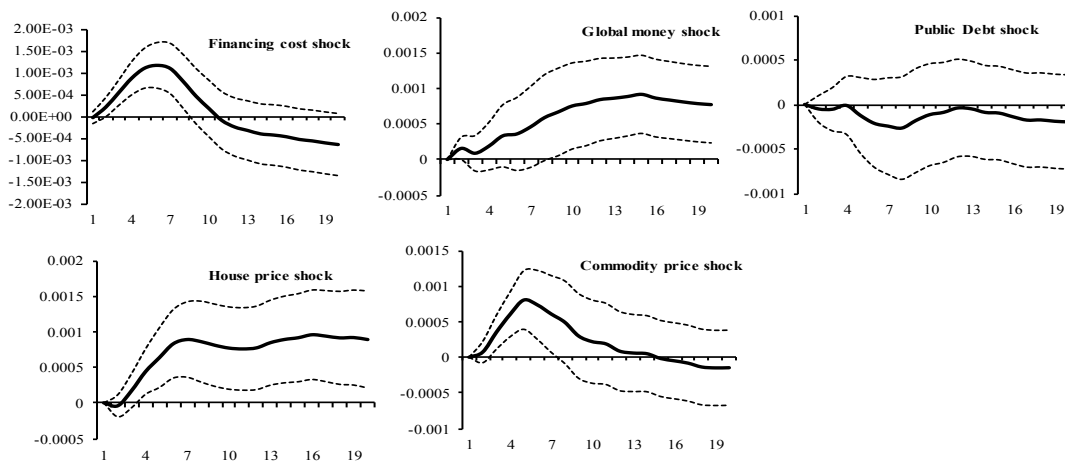 Financing cost shock
2.00E-03
1.50E-03
1.00E-03
5.00E-04
0.00E+00
-5.00E-04
-1.00E-03
-1.50E-03
-2.00E-03
1 4 7 10 13 16 19
Global money shock
0.002
0.0015
0.001
0.0005
0
-0.0005
1 4 7 10 13 16 19
Public Debt shock
0.001
0.0005
0
-0.0005
-0.001
1 4 7 10 13 16 19
House price shock
0.002
0.0015
0.001
0.0005
0
-0.0005
1 4 7 10 13 16 19
Commodity price shock
0.0015
0.001
0.0005
0
-0.0005
-0.001
1 4 7 10 13 16 19